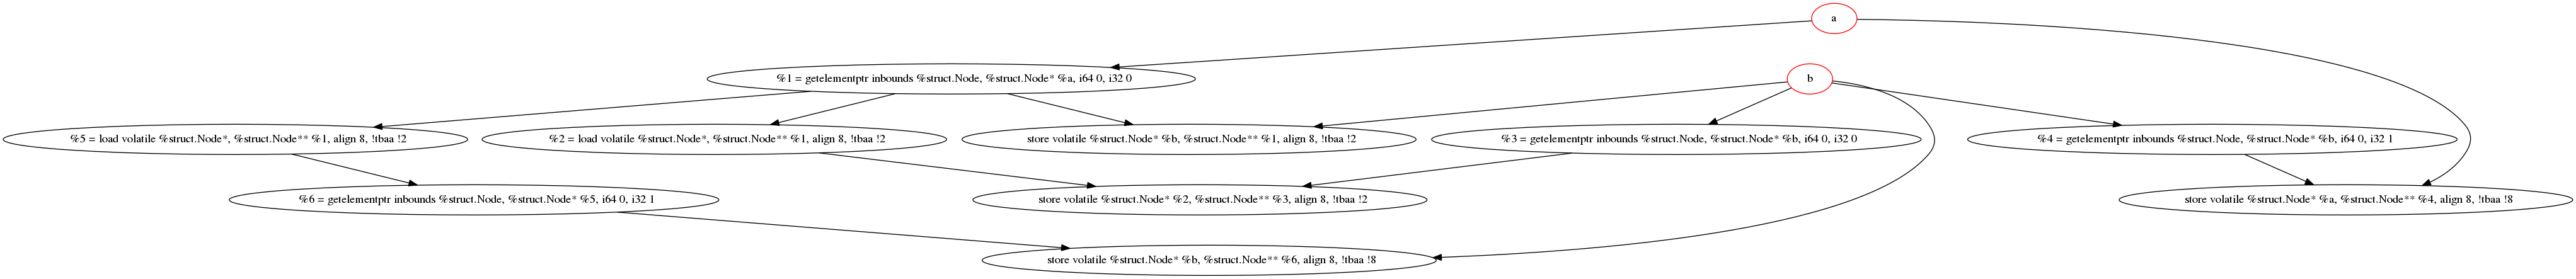 a
%1 = getelementptr inbounds %struct.Node, %struct.Node* %a, i64 0, i32 0
b
%5 = load volatile %struct.Node*, %struct.Node** %1, align 8, !tbaa !2
%2 = load volatile %struct.Node*, %struct.Node** %1, align 8, !tbaa !2
store volatile %struct.Node* %b, %struct.Node** %1, align 8, !tbaa !2
%3 = getelementptr inbounds %struct.Node, %struct.Node* %b, i64 0, i32 0
%4 = getelementptr inbounds %struct.Node, %struct.Node* %b, i64 0, i32 1
%6 = getelementptr inbounds %struct.Node, %struct.Node* %5, i64 0, i32 1
store volatile %struct.Node* %2, %struct.Node** %3, align 8, !tbaa !2
store volatile %struct.Node* %a, %struct.Node** %4, align 8, !tbaa !8
store volatile %struct.Node* %b, %struct.Node** %6, align 8, !tbaa !8